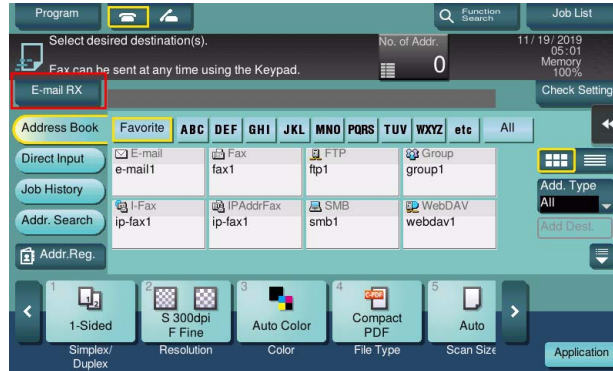 Program
Function
Search
Job List
Select desired destination(s).
Fax can be sent at any time using the Keypad.
No. of Addr.
0
11/19/2019
05:01
Memory
100%
E-mail RX
Check Setting
Address Book
Favorite
ABC
DEF
GHI
JKL
MNO
PQRS
TUV
WXYZ
etc
All
Direct Input
Job History
Addr. Search
Addr.Reg.
E-mail
e-mail1
Fax
fax1
FTP
ftp1
Group
group1
I-Fax
ip-fax1
IPAddrFax
ip-fax1
SMB
smb1
WebDAV
webdav1
Add. Type
All
Add Dest.
1
1-Sided
Simplex/
Duplex
2
S 300dpi
F Fine
Resolution
3
Auto Color
Color
4
C-PDF
Compact
PDF
File Type
5
Auto
Scan Size
Application